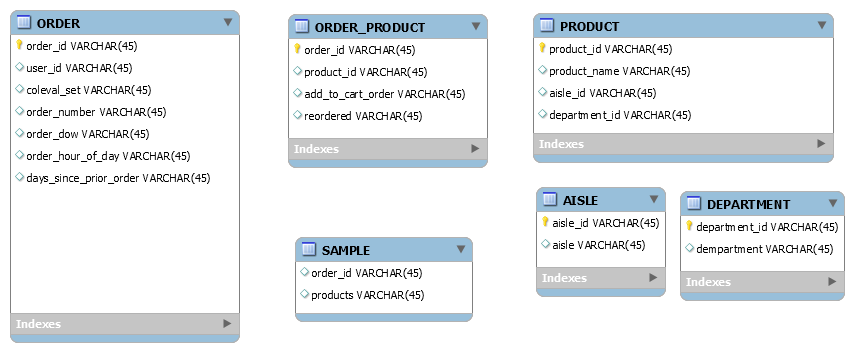 ORDER
order_id VARCHAR(45)
user_id VARCHAR(45)
coleval_set VARCHAR(45)
order_number VARCHAR(45)
order_dow VARCHAR(45)
order_hour_of_day VARCHAR(45)
days_since_prior_order VARCHAR(45)
Indexes
ORDER_PRODUCT
order_id VARCHAR(45)
product_id VARCHAR(45)
add_to_cart_order VARCHAR(45)
reordered VARCHAR(45)
Indexes
PRODUCT
product_id VARCHAR(45)
product_name VARCHAR(45)
aisle_id VARCHAR(45)
department_id VARCHAR(45)
Indexes
SAMPLE
order_id VARCHAR(45)
products VARCHAR(45)
AISLE
aisle_id VARCHAR(45)
aisle VARCHAR(45)
Indexes
DEPARTMENT
department_id VARCHAR(45)
dempartment VARCHAR(45)
Indexes